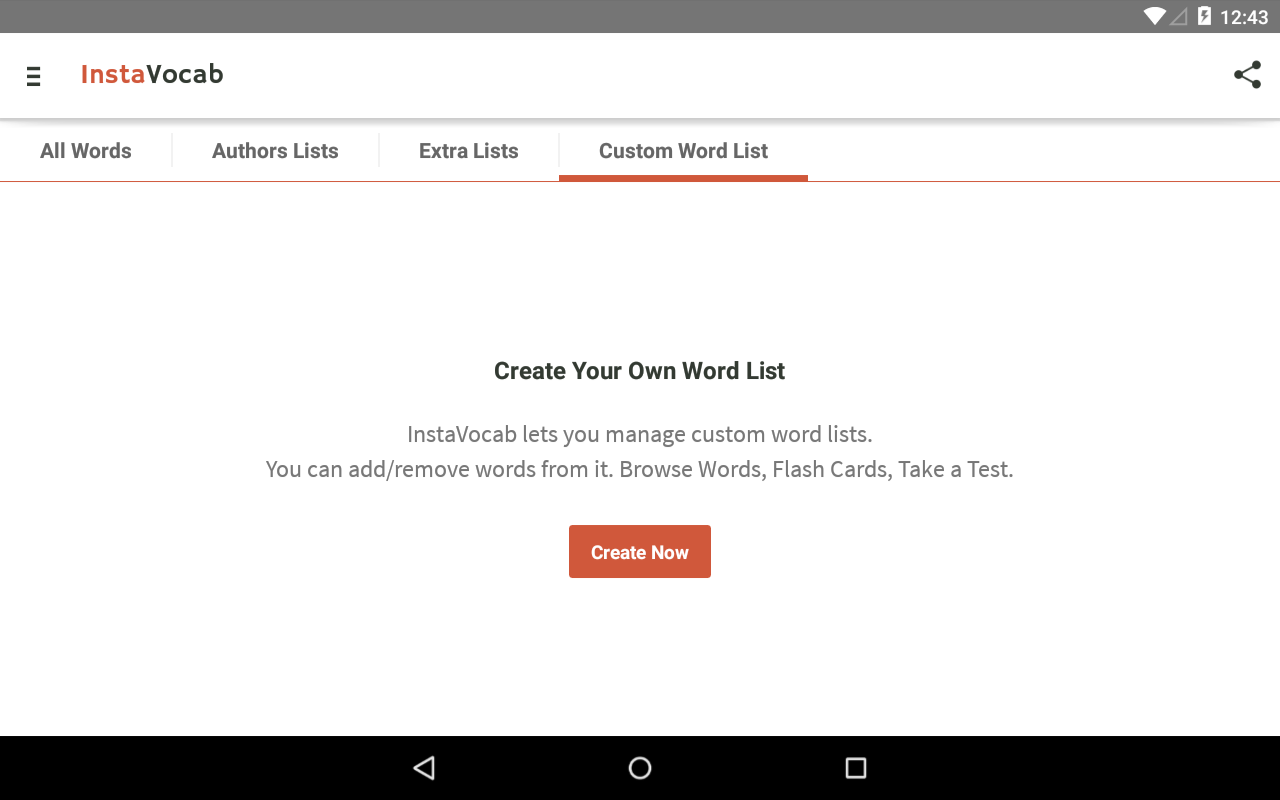 12:43
InstaVocab
All Words
Authors Lists
Extra Lists
Custom Word List
Create Your Own Word List
InstaVocab lets you manage custom word lists.
You can add/remove words from it. Browse Words, Flash Cards, Take a Test.
Create Now